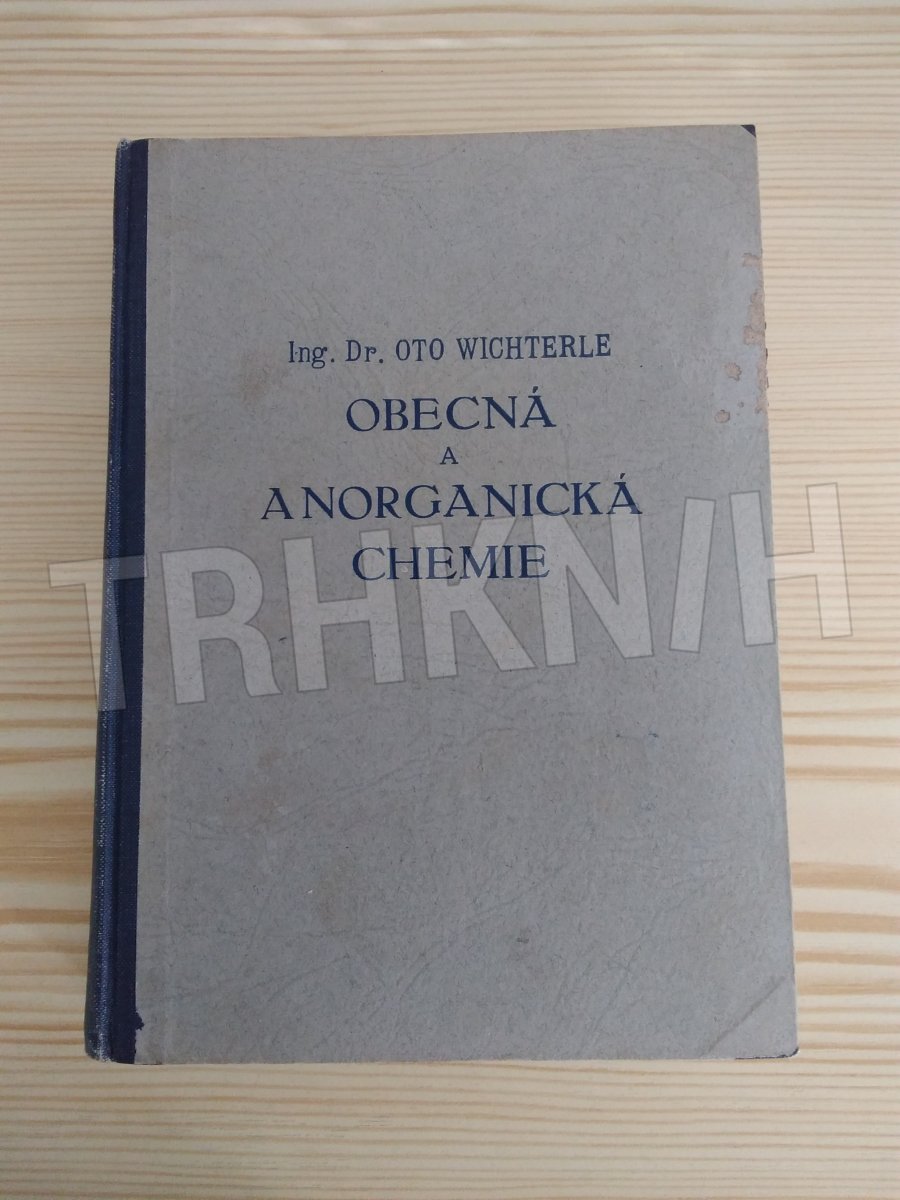 Ing. Dr. OTO WICHTERLE
OBECNÁ
A
ANORGANICKÁ
CHEMIE
TRHKNIH